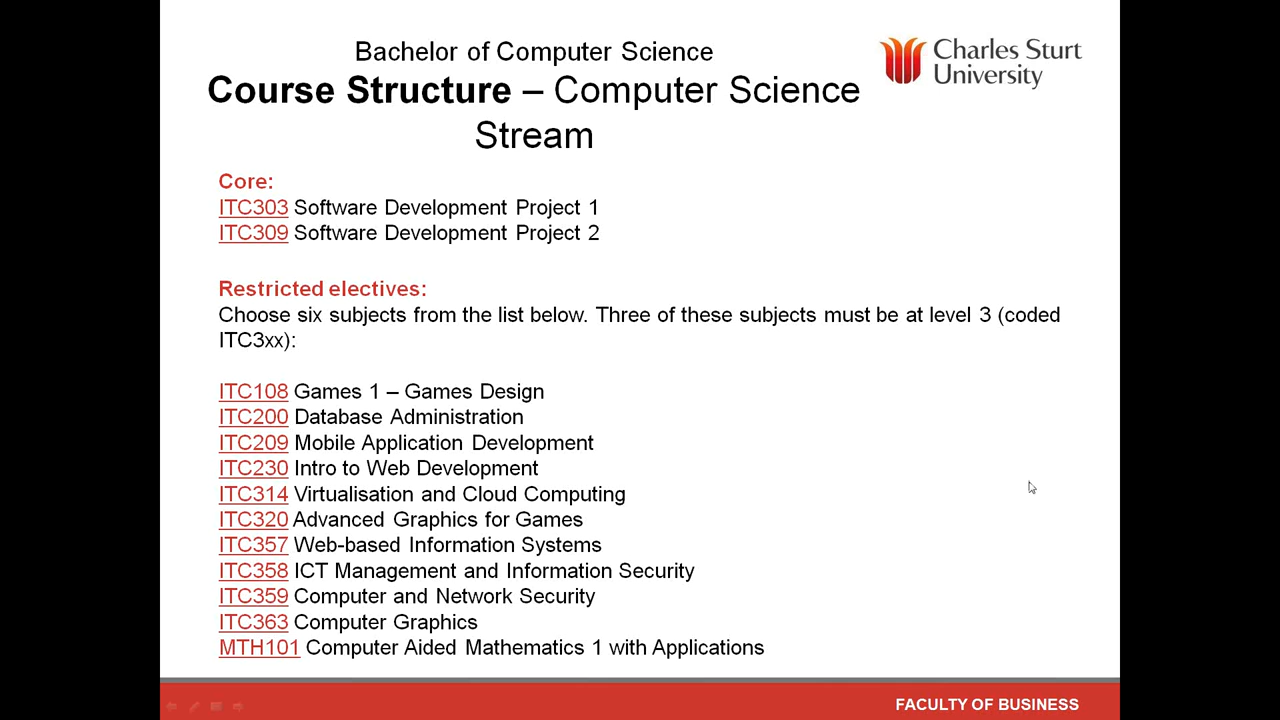 Bachelor of Computer Science
Course Structure – Computer Science
Stream
Charles Sturt
University
Core:
ITC303 Software Development Project 1
ITC309 Software Development Project 2
Restricted electives:
Choose six subjects from the list below. Three of these subjects must be at level 3 (coded
ITC3xx):
ITC108 Games 1 – Games Design
ITC200 Database Administration
ITC209 Mobile Application Development
ITC230 Intro to Web Development
ITC314 Virtualisation and Cloud Computing
ITC320 Advanced Graphics for Games
ITC357 Web-based Information Systems
ITC358 ICT Management and Information Security
ITC359 Computer and Network Security
ITC363 Computer Graphics
MTH101 Computer Aided Mathematics 1 with Applications
FACULTY OF BUSINESS